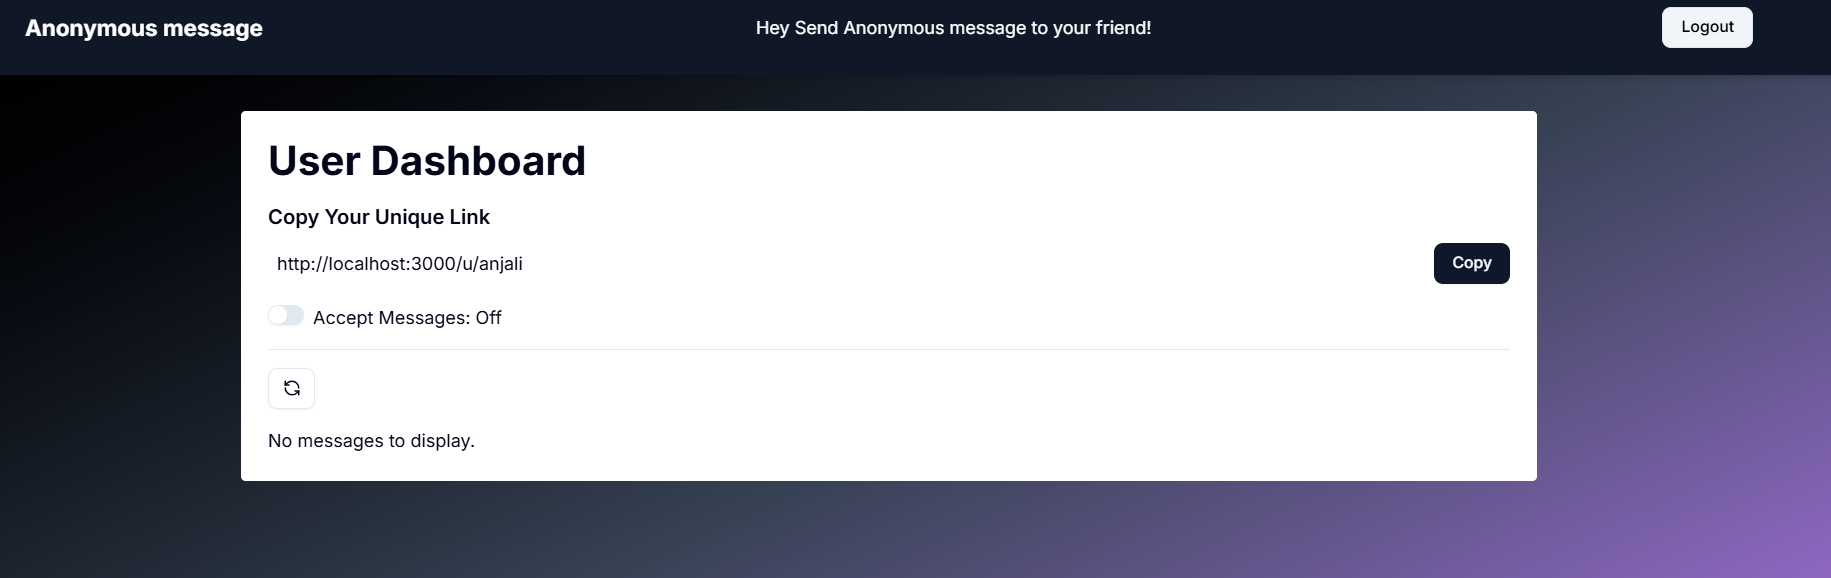 Anonymous message
Hey Send Anonymous message to your friend!
Logout
User Dashboard
Copy Your Unique Link
http://localhost:3000/u/anjali
Copy
Accept Messages: Off
No messages to display.